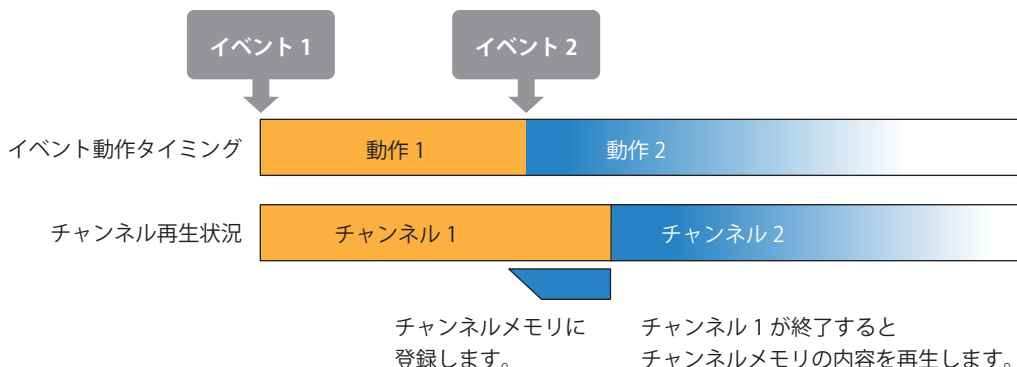 イベント 1
イベント 2
イベント動作タイミング
動作 1
動作 2
チャンネル再生状況
チャンネル 1
チャンネル 2
チャンネルメモリに
登録します。
チャンネル 1 が終了すると
チャンネルメモリの内容を再生します。